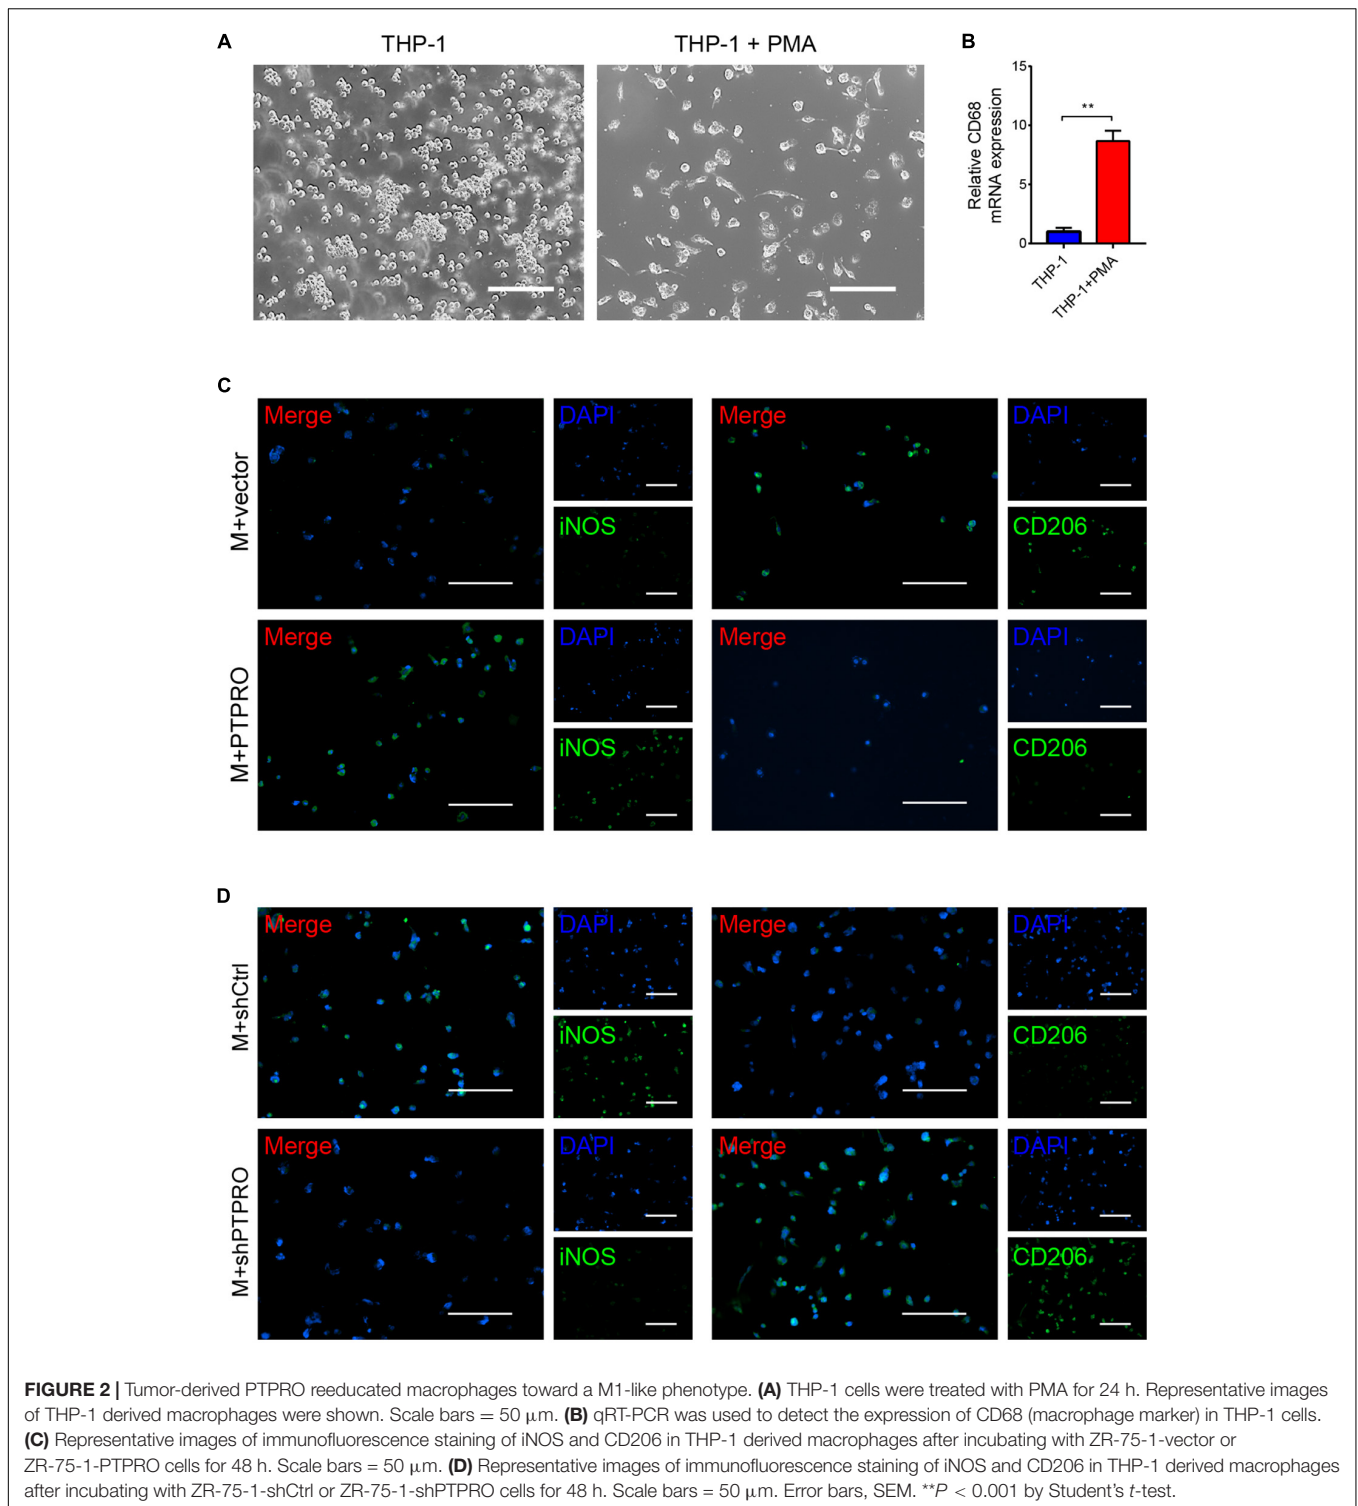 A
THP-1
THP-1 + PMA
B
Relative CD68
mRNA expression
15
10
5
0
**
THP-1
THP-1+PMA
C
M+vector
Merge
DAPI
iNOS
Merge
DAPI
CD206
M+PTPRO
Merge
DAPI
iNOS
Merge
DAPI
CD206
D
M+shCtrl
Merge
DAPI
iNOS
Merge
DAPI
CD206
M+shPTPRO
Merge
DAPI
iNOS
Merge
DAPI
CD206
FIGURE 2 | Tumor-derived PTPRO reeducated macrophages toward a M1-like phenotype. (A) THP-1 cells were treated with PMA for 24 h. Representative images
of THP-1 derived macrophages were shown. Scale bars = 50 μm. (B) qRT-PCR was used to detect the expression of CD68 (macrophage marker) in THP-1 cells.
(C) Representative images of immunofluorescence staining of iNOS and CD206 in THP-1 derived macrophages after incubating with ZR-75-1-vector or
ZR-75-1-PTPRO cells for 48 h. Scale bars = 50 μm. (D) Representative images of immunofluorescence staining of iNOS and CD206 in THP-1 derived macrophages
after incubating with ZR-75-1-shCtrl or ZR-75-1-shPTPRO cells for 48 h. Scale bars = 50 μm. Error bars, SEM. **P < 0.001 by Student's t-test.